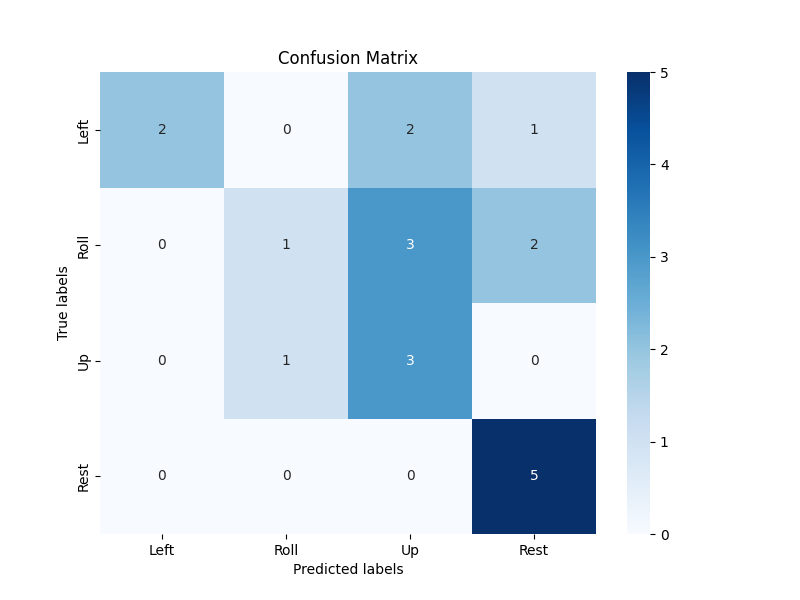 Confusion Matrix
Left 2 0 2 1
Roll 0 1 3 2
Up 0 1 3 0
Rest 0 0 0 5
Left Roll Up Rest
Predicted labels
True labels
5
4
3
2
1
0